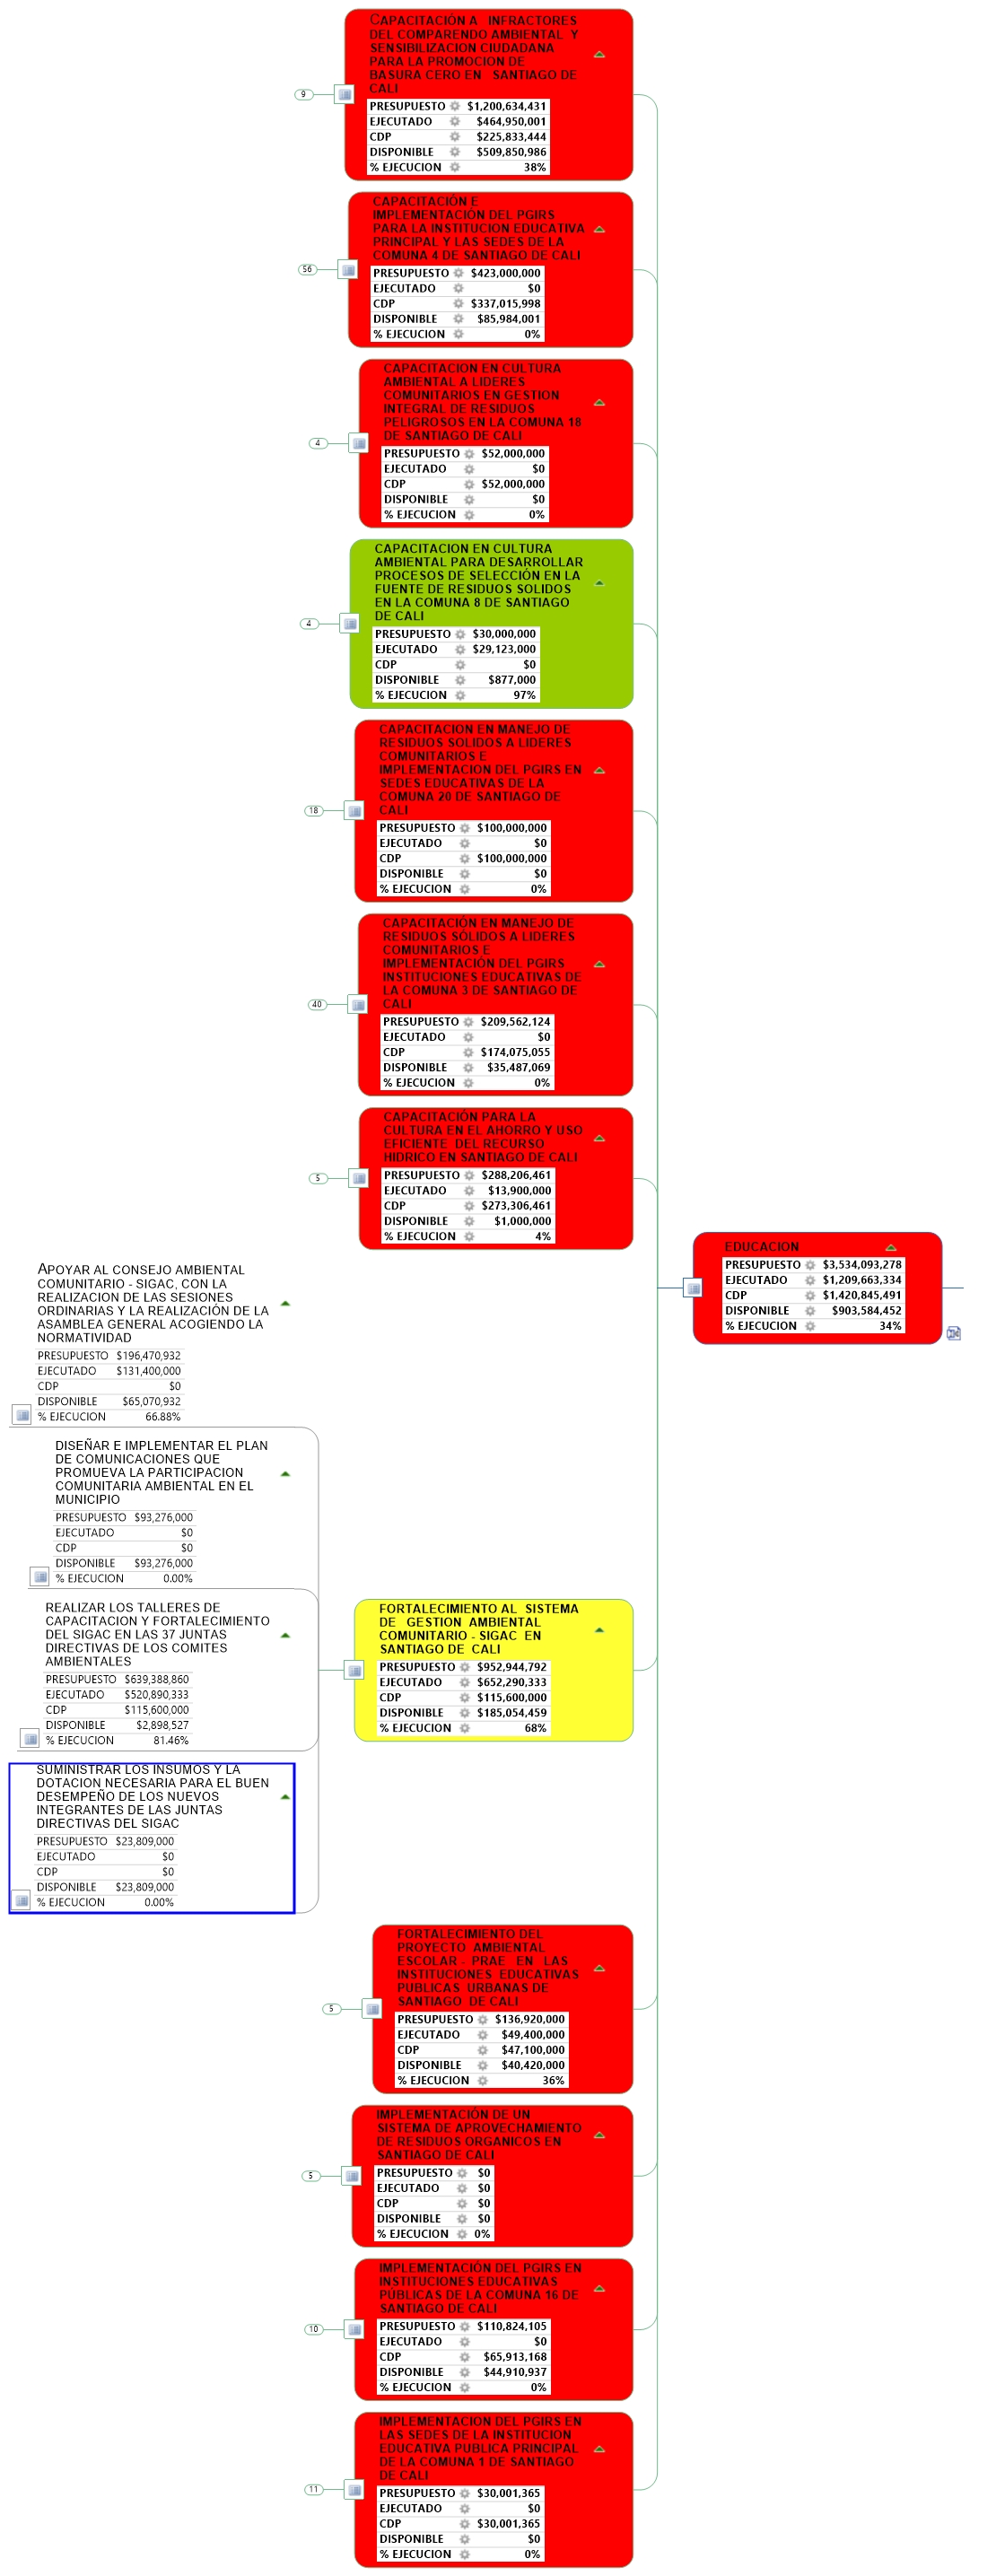 CAPACITACIÓN A INFRACTORES
DEL COMPARENDO AMBIENTAL Y
SENSIBILIZACION CIUDADANA
PARA LA PROMOCION DE
BASURA CERO EN SANTIAGO DE
CALI
9
PRESUPUESTO $1,200,634,431
EJECUTADO $464,950,001
CDP $225,833,444
DISPONIBLE $509,850,986
% EJECUCION 38%
CAPACITACIÓN E
IMPLEMENTACIÓN DEL PGIRS
PARA LA INSTITUCION EDUCATIVA
PRINCIPAL Y LAS SEDES DE LA
COMUNA 4 DE SANTIAGO DE CALI
56
PRESUPUESTO $423,000,000
EJECUTADO $0
CDP $337,015,998
DISPONIBLE $85,984,001
% EJECUCION 0%
CAPACITACION EN CULTURA
AMBIENTAL A LIDERES
COMUNITARIOS EN GESTION
INTEGRAL DE RESIDUOS
PELIGROSOS EN LA COMUNA 18
DE SANTIAGO DE CALI
4
PRESUPUESTO $52,000,000
EJECUTADO $0
CDP $52,000,000
DISPONIBLE $0
% EJECUCION 0%
CAPACITACION EN CULTURA
AMBIENTAL PARA DESARROLLAR
PROCESOS DE SELECCIÓN EN LA
FUENTE DE RESIDUOS SOLIDOS
EN LA COMUNA 8 DE SANTIAGO
DE CALI
4
PRESUPUESTO $30,000,000
EJECUTADO $29,123,000
CDP $0
DISPONIBLE $877,000
% EJECUCION 97%
CAPACITACION EN MANEJO DE
RESIDUOS SOLIDOS A LIDERES
COMUNITARIOS E
IMPLEMENTACION DEL PGIRS EN
SEDES EDUCATIVAS DE LA
COMUNA 20 DE SANTIAGO DE
CALI
18
PRESUPUESTO $100,000,000
EJECUTADO $0
CDP $100,000,000
DISPONIBLE $0
% EJECUCION 0%
CAPACITACIÓN EN MANEJO DE
RESIDUOS SÓLIDOS A LIDERES
COMUNITARIOS E
IMPLEMENTACIÓN DEL PGIRS
INSTITUCIONES EDUCATIVAS DE
LA COMUNA 3 DE SANTIAGO DE
CALI
40
PRESUPUESTO $209,562,124
EJECUTADO $0
CDP $174,075,055
DISPONIBLE $35,487,069
% EJECUCION 0%
CAPACITACIÓN PARA LA
CULTURA EN EL AHORRO Y USO
EFICIENTE DEL RECURSO
HIDRICO EN SANTIAGO DE CALI
5
PRESUPUESTO $288,206,461
EJECUTADO $13,900,000
CDP $273,306,461
DISPONIBLE $1,000,000
% EJECUCION 4%
EDUCACION
PRESUPUESTO $3,534,093,278
EJECUTADO $1,209,663,334
CDP $1,420,845,491
DISPONIBLE $903,584,452
% EJECUCION 34%
APOYAR AL CONSEJO AMBIENTAL
COMUNITARIO - SIGAC, CON LA
REALIZACION DE LAS SESIONES
ORDINARIAS Y LA REALIZACIÓN DE LA
ASAMBLEA GENERAL ACOGIENDO LA
NORMATIVIDAD
PRESUPUESTO $196,470,932
EJECUTADO $131,400,000
CDP $0
DISPONIBLE $65,070,932
% EJECUCION 66.88%
DISEÑAR E IMPLEMENTAR EL PLAN
DE COMUNICACIONES QUE
PROMUEVA LA PARTICIPACION
COMUNITARIA AMBIENTAL EN EL
MUNICIPIO
PRESUPUESTO $93,276,000
EJECUTADO $0
CDP $0
DISPONIBLE $93,276,000
% EJECUCION 0.00%
REALIZAR LOS TALLERES DE
CAPACITACION Y FORTALECIMIENTO
DEL SIGAC EN LAS 37 JUNTAS
DIRECTIVAS DE LOS COMITES
AMBIENTALES
PRESUPUESTO $639,388,860
EJECUTADO $520,890,333
CDP $115,600,000
DISPONIBLE $2,898,527
% EJECUCION 81.46%
SUMINISTRAR LOS INSUMOS Y LA
DOTACION NECESARIA PARA EL BUEN
DESEMPEÑO DE LOS NUEVOS
INTEGRANTES DE LAS JUNTAS
DIRECTIVAS DEL SIGAC
PRESUPUESTO $23,809,000
EJECUTADO $0
CDP $0
DISPONIBLE $23,809,000
% EJECUCION 0.00%
FORTALECIMIENTO AL SISTEMA
DE GESTION AMBIENTAL
COMUNITARIO - SIGAC EN
SANTIAGO DE CALI
PRESUPUESTO $952,944,792
EJECUTADO $652,290,333
CDP $115,600,000
DISPONIBLE $185,054,459
% EJECUCION 68%
FORTALECIMIENTO DEL
PROYECTO AMBIENTAL
ESCOLAR - PRAE EN LAS
INSTITUCIONES EDUCATIVAS
PUBLICAS URBANAS DE
SANTIAGO DE CALI
5
PRESUPUESTO $136,920,000
EJECUTADO $49,400,000
CDP $47,100,000
DISPONIBLE $40,420,000
% EJECUCION 36%
IMPLEMENTACIÓN DE UN
SISTEMA DE APROVECHAMIENTO
DE RESIDUOS ORGANICOS EN
SANTIAGO DE CALI
5
PRESUPUESTO $0
EJECUTADO $0
CDP $0
DISPONIBLE $0
% EJECUCION 0%
IMPLEMENTACIÓN DEL PGIRS EN
INSTITUCIONES EDUCATIVAS
PÚBLICAS DE LA COMUNA 16 DE
SANTIAGO DE CALI
10
PRESUPUESTO $110,824,105
EJECUTADO $0
CDP $65,913,168
DISPONIBLE $44,910,937
% EJECUCION 0%
IMPLEMENTACION DEL PGIRS EN
LAS SEDES DE LA INSTITUCION
EDUCATIVA PUBLICA PRINCIPAL
DE LA COMUNA 1 DE SANTIAGO
DE CALI
11
PRESUPUESTO $30,001,365
EJECUTADO $0
CDP $30,001,365
DISPONIBLE $0
% EJECUCION 0%